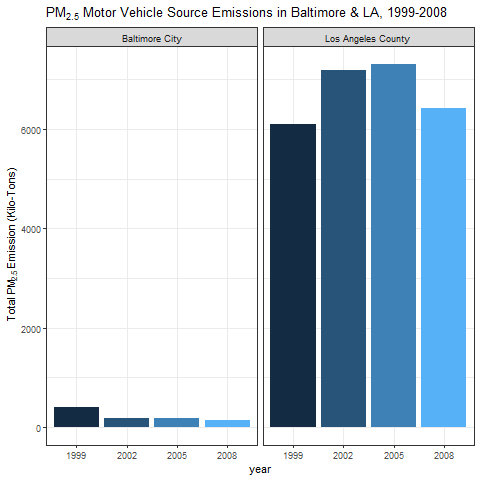 PM2.5 Motor Vehicle Source Emissions in Baltimore & LA, 1999-2008
Baltimore City
Los Angeles County
Total PM2.5 Emission (Kilo-Tons)
6000
4000
2000
0
1999 2002 2005 2008
1999 2002 2005 2008
year